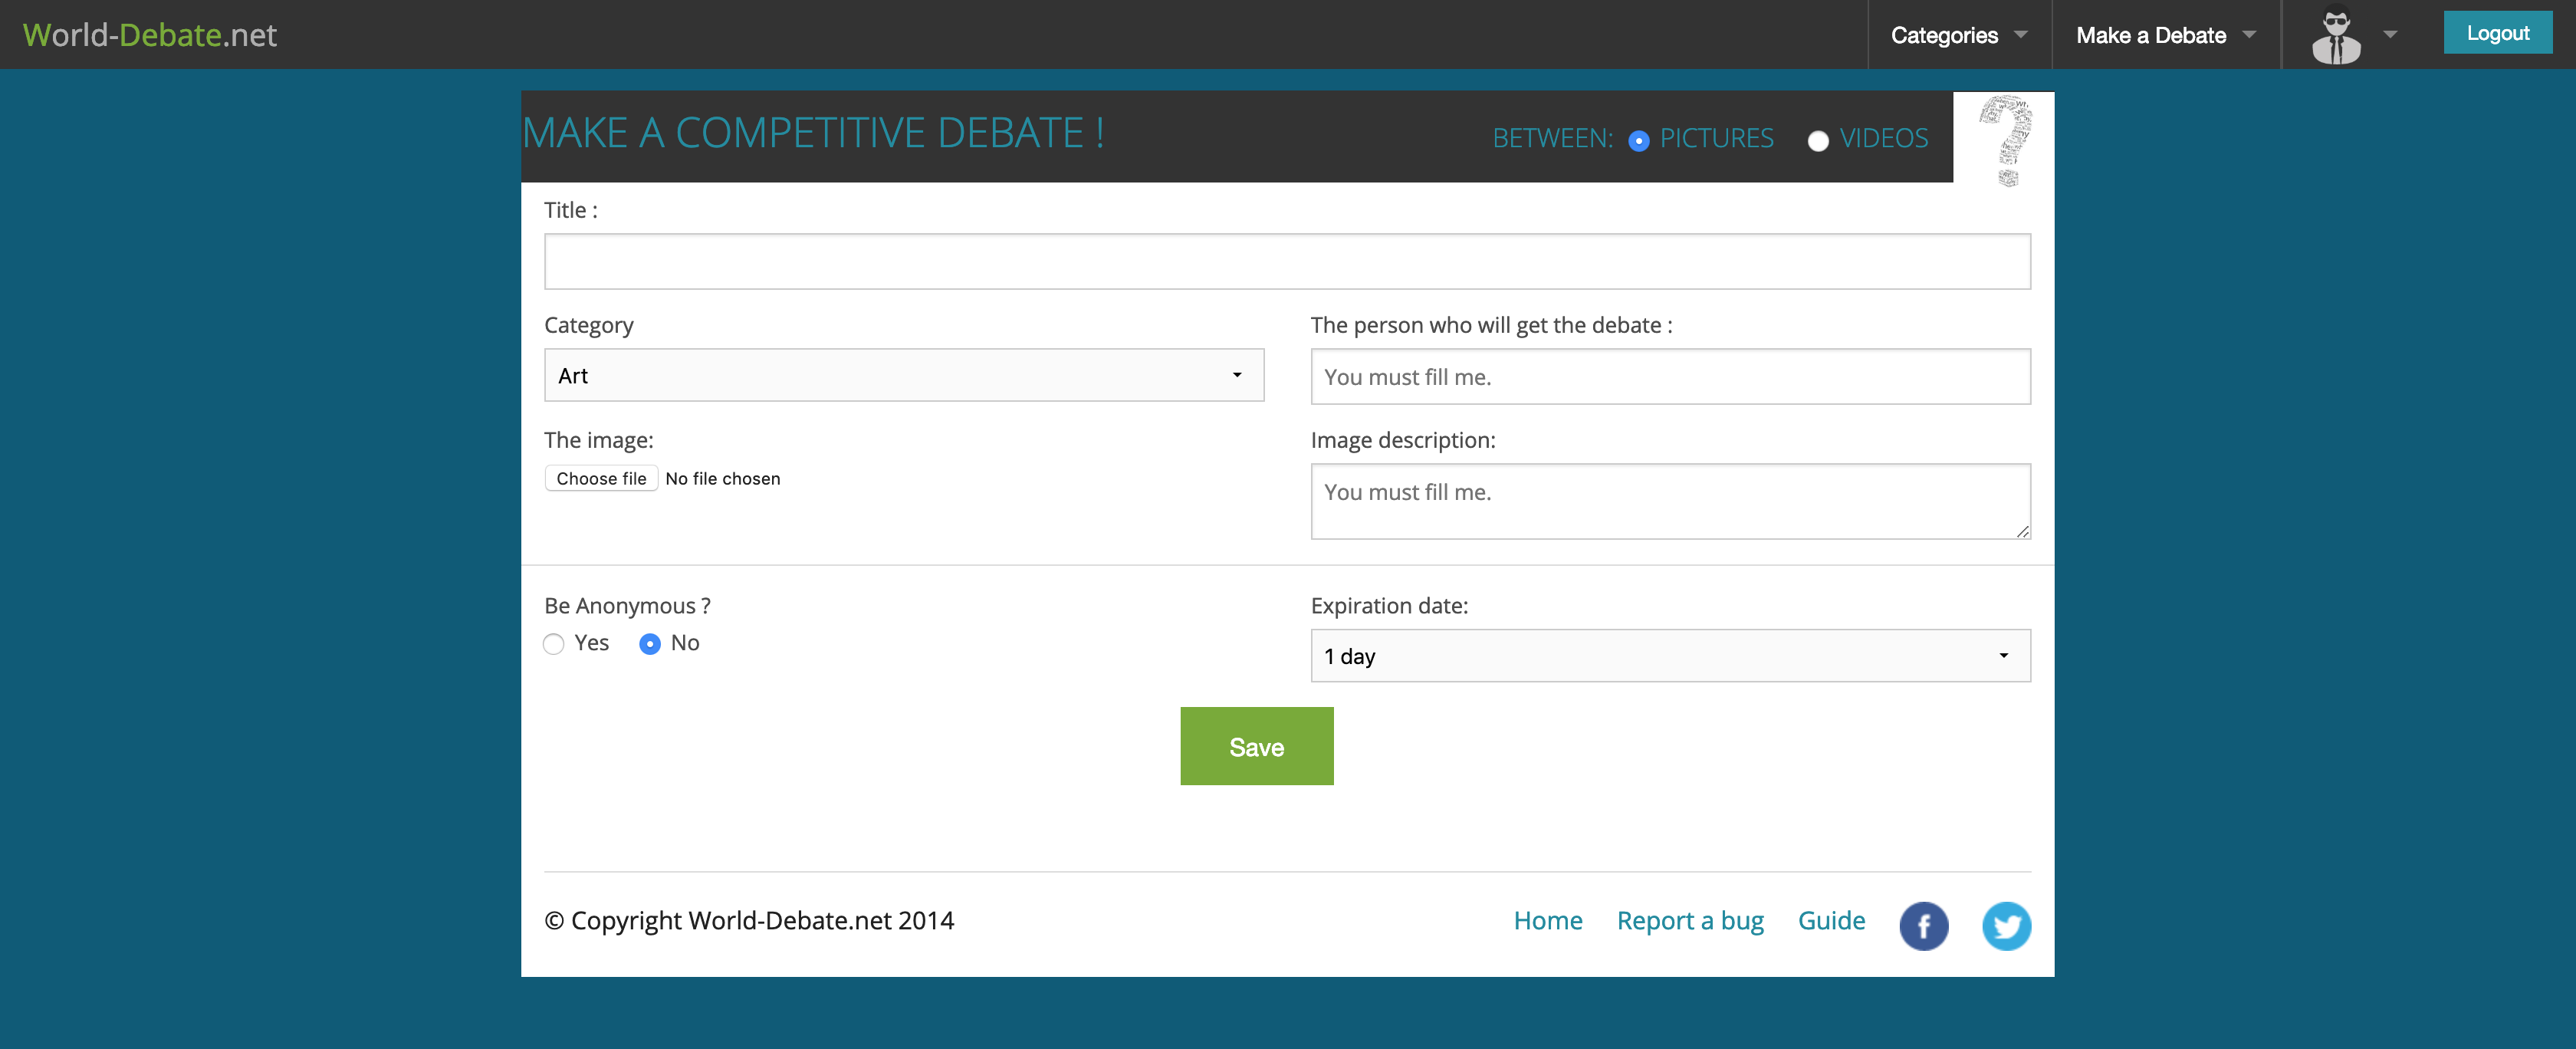 World-Debate.net
Categories
Make a Debate
Logout
MAKE A COMPETITIVE DEBATE !
BETWEEN: PICTURES VIDEOS
Title :
Category
The person who will get the debate :
Art
You must fill me.
The image:
Image description:
Choose file No file chosen
You must fill me.
Be Anonymous ?
Expiration date:
Yes No
1 day
Save
© Copyright World-Debate.net 2014
Home Report a bug Guide